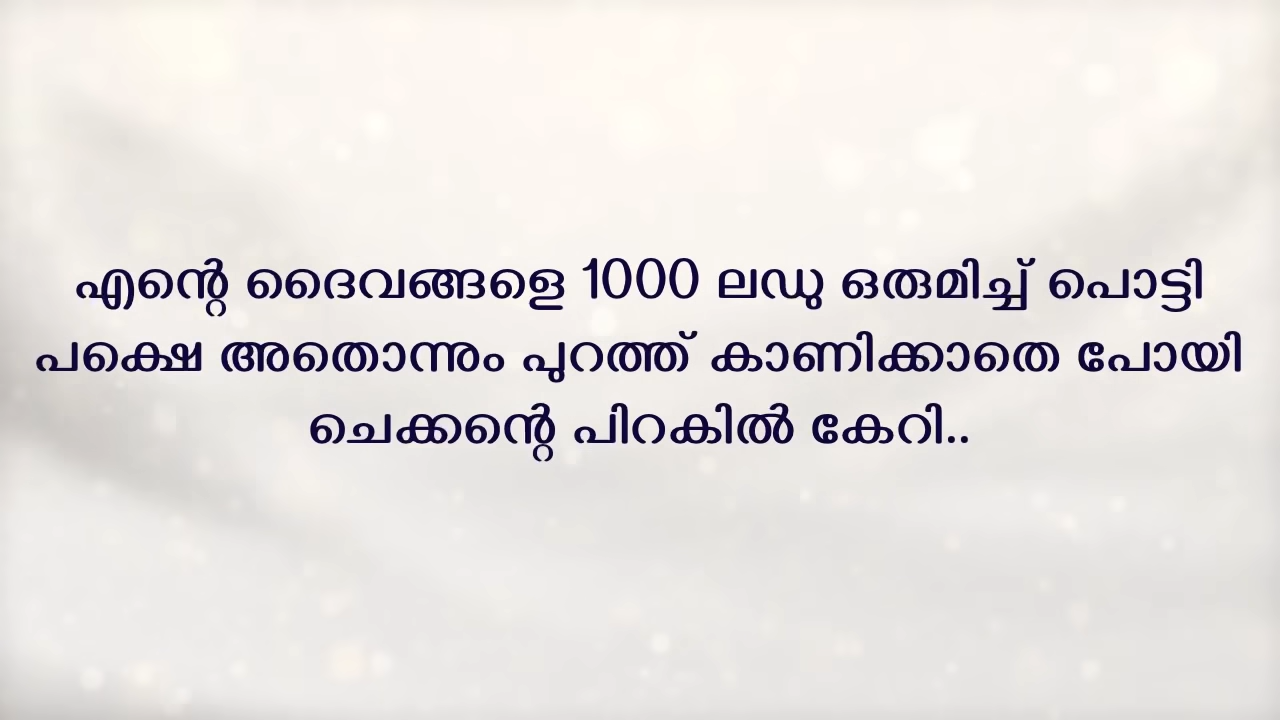 എന്റെ ദൈവങ്ങളെ 1000 ലഡു ഒരുമിച്ച് പൊട്ടി
പക്ഷെ അതൊന്നും പുറത്ത് കാണിക്കാതെ പോയി
ചെക്കന്റെ പിറകിൽ കേറി..